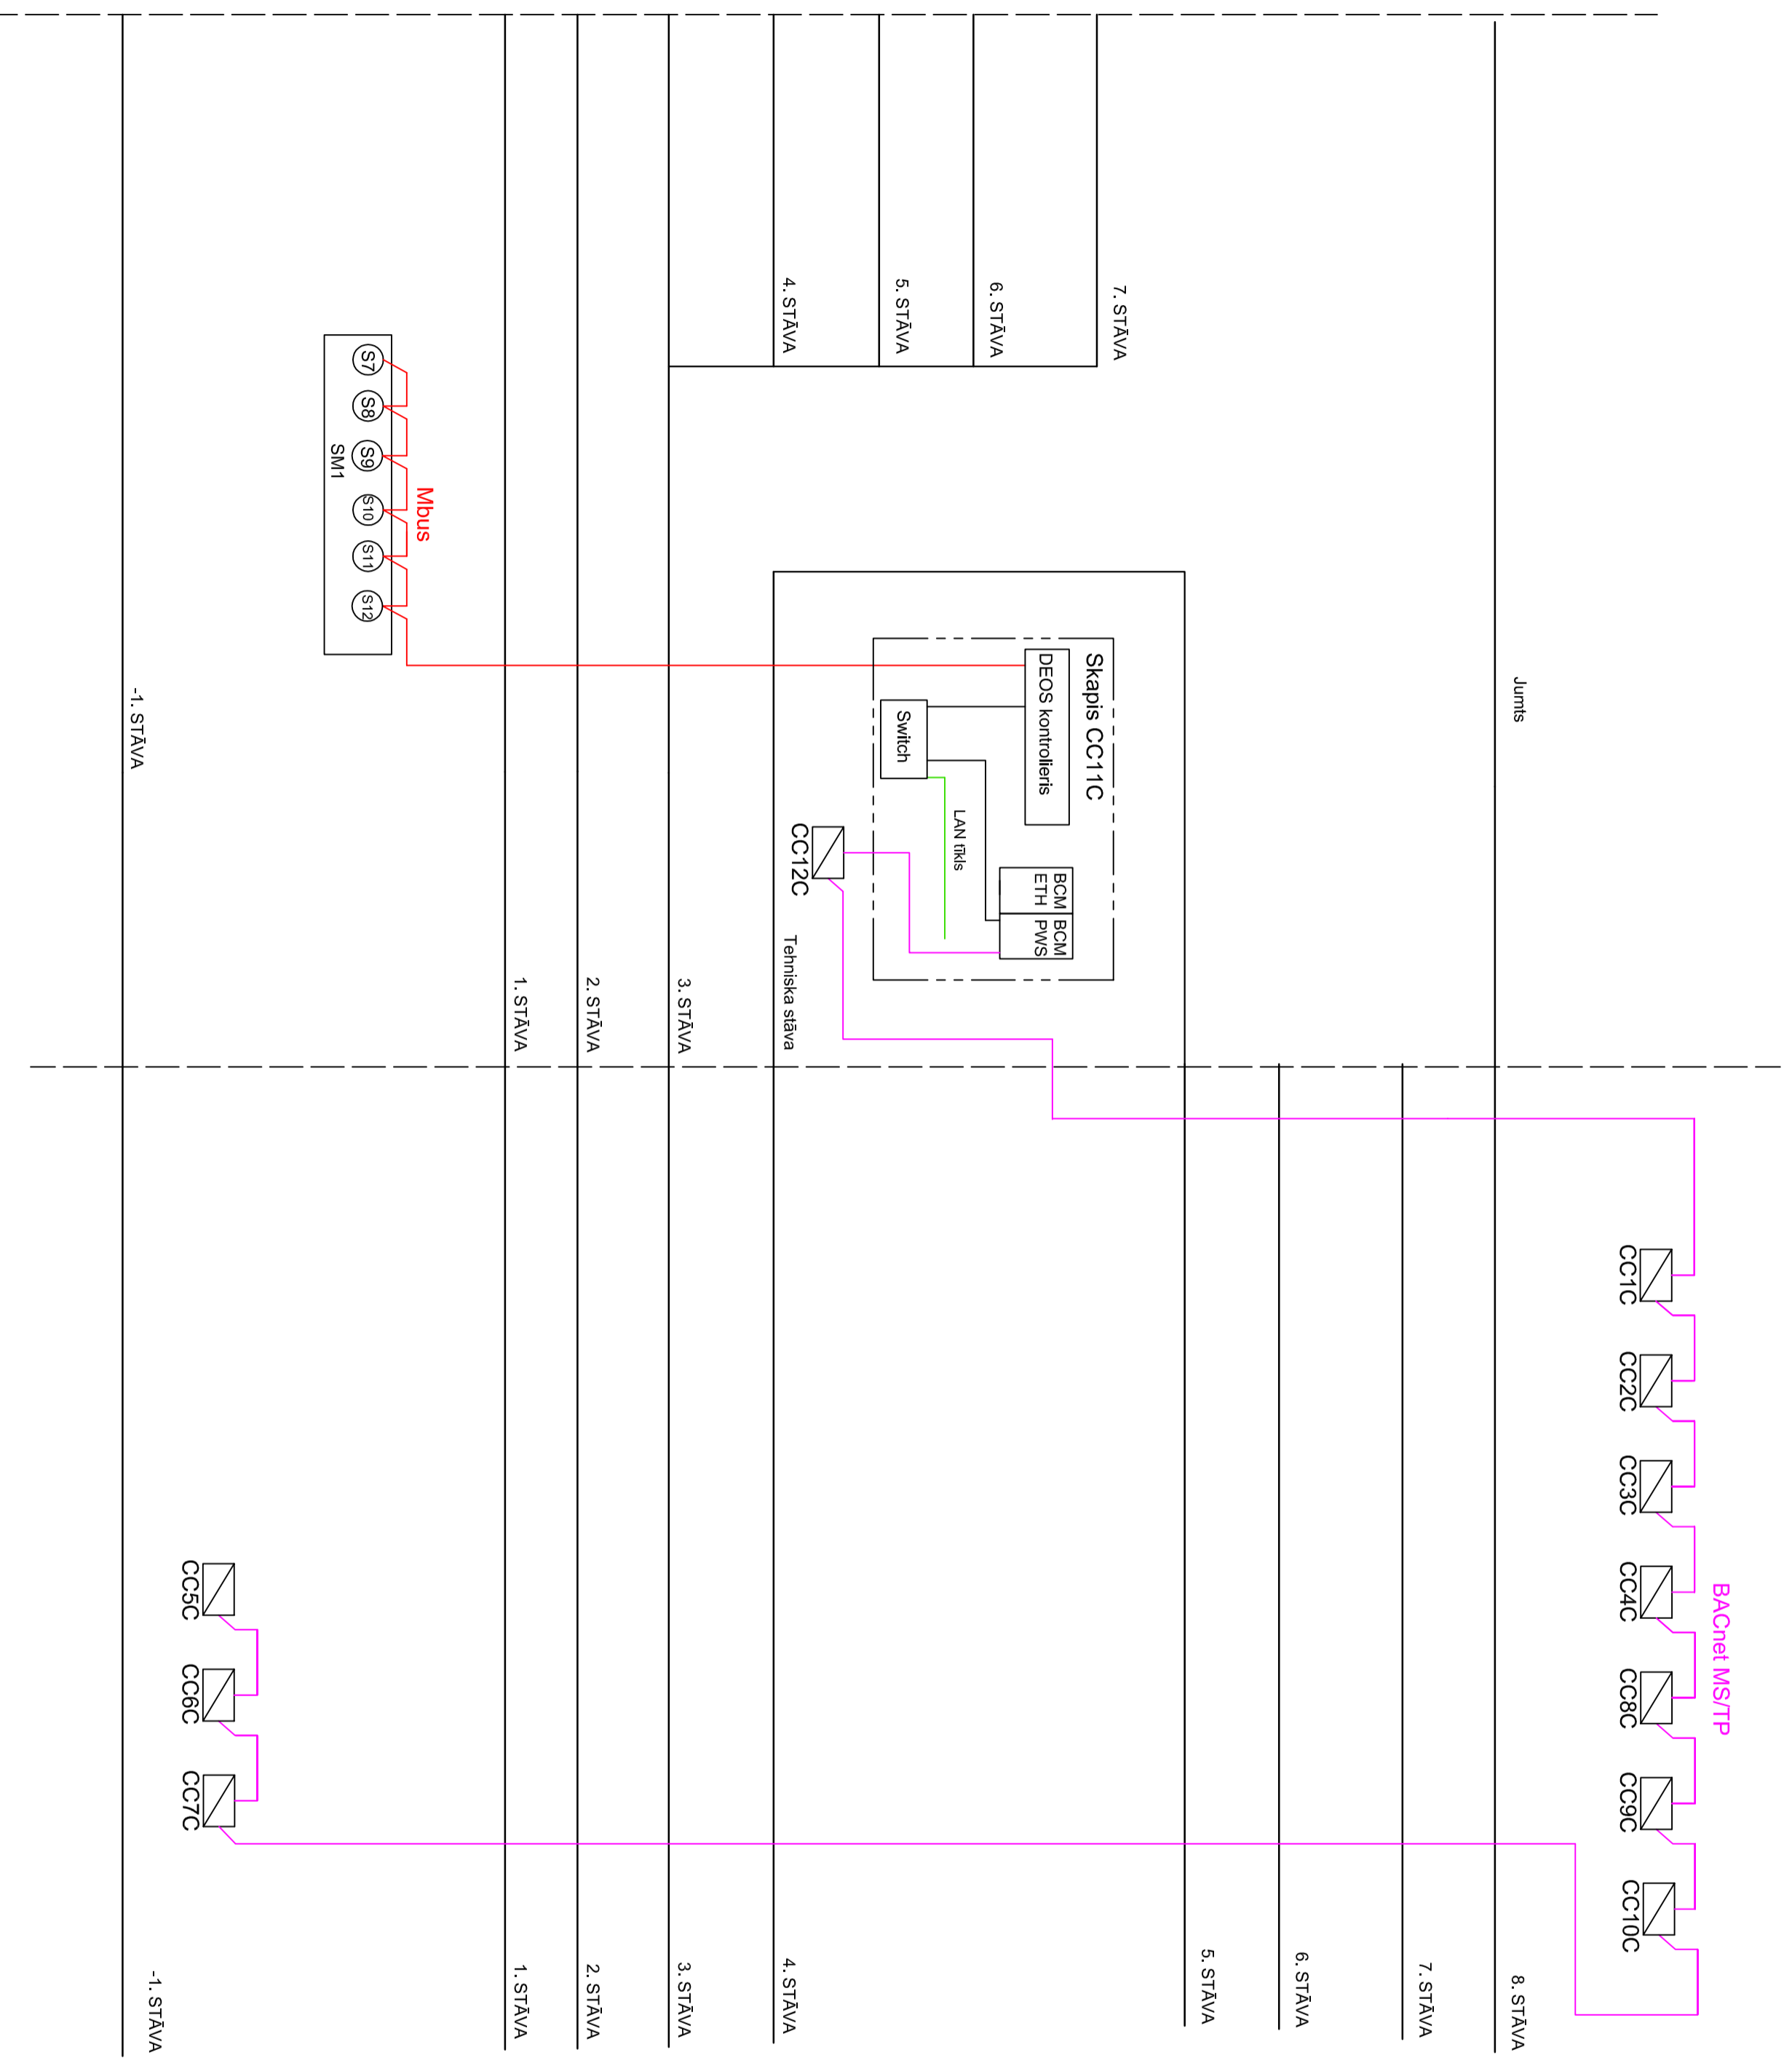 BACnet MS/TP
CC1C
CC2C
CC3C
CC4C
CC8C
CC9C
CC10C
Jumts
8. STĀVA
7. STĀVA
7. STĀVA
6. STĀVA
6. STĀVA
5. STĀVA
5. STĀVA
Skapis CC11C
DEOS kontrolieris
BCM
ETH
BCM
PWS
LAN tīkls
Switch
CC12C
4. STĀVA
Tehniska stāva
4. STĀVA
3. STĀVA
3. STĀVA
2. STĀVA
2. STĀVA
1. STĀVA
1. STĀVA
Mbus
S7
S8
S9
S10
S11
S12
SM1
CC5C
CC6C
CC7C
-1. STĀVA
-1. STĀVA